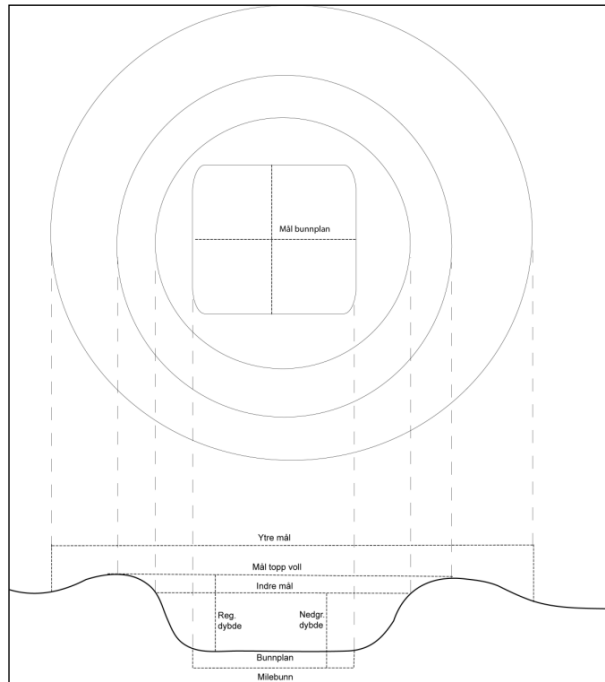 Mål bunnplan
Ytre mål
Mål topp voll
Indre mål
Reg.
dybde
Nedgr.
dybde
Bunnplan
Milebunn